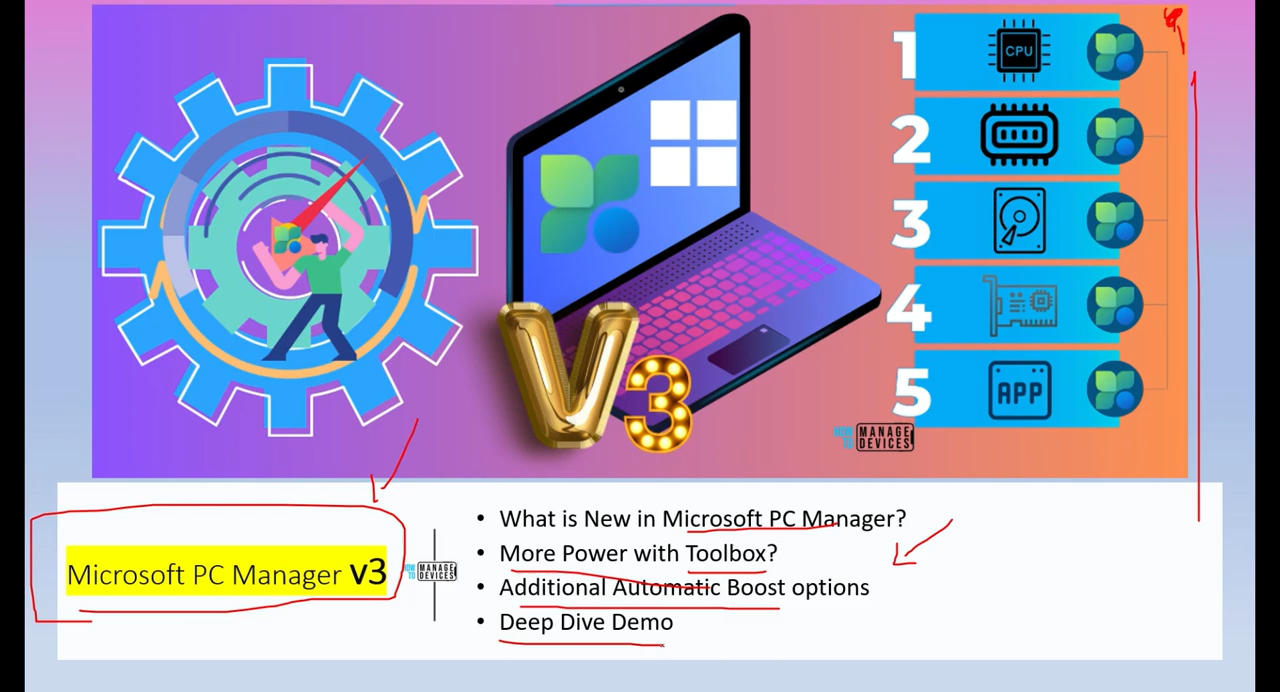 1
CPU
2
3
4
5
APP
V3
HOW TO MANAGE DEVICES
Microsoft PC Manager v3
HOW TO MANAGE DEVICES
• What is New in Microsoft PC Manager?
• More Power with Toolbox?
• Additional Automatic Boost options
• Deep Dive Demo